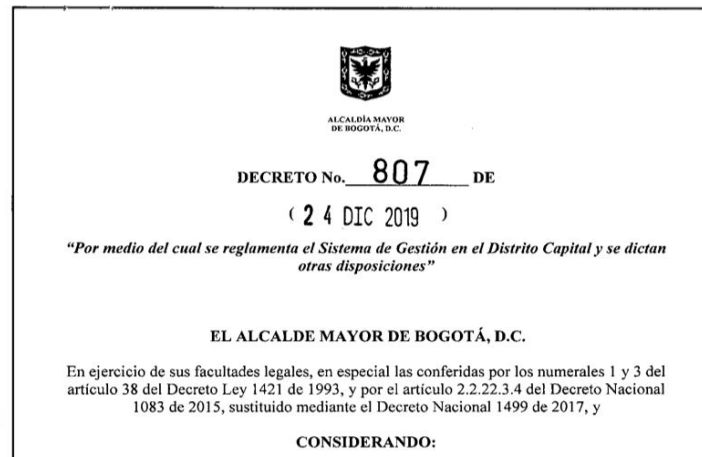 ALCALDÍA MAYOR
DE BOGOTÁ, D.C.
DECRETO No. 807 DE
( 24 DIC 2019 )
“Por medio del cual se reglamenta el Sistema de Gestión en el Distrito Capital y se dictan
otras disposiciones”
EL ALCALDE MAYOR DE BOGOTÁ, D.C.
En ejercicio de sus facultades legales, en especial las conferidas por los numerales 1 y 3 del
artículo 38 del Decreto Ley 1421 de 1993, y por el artículo 2.2.22.3.4 del Decreto Nacional
1083 de 2015, sustituido mediante el Decreto Nacional 1499 de 2017, y
CONSIDERANDO: